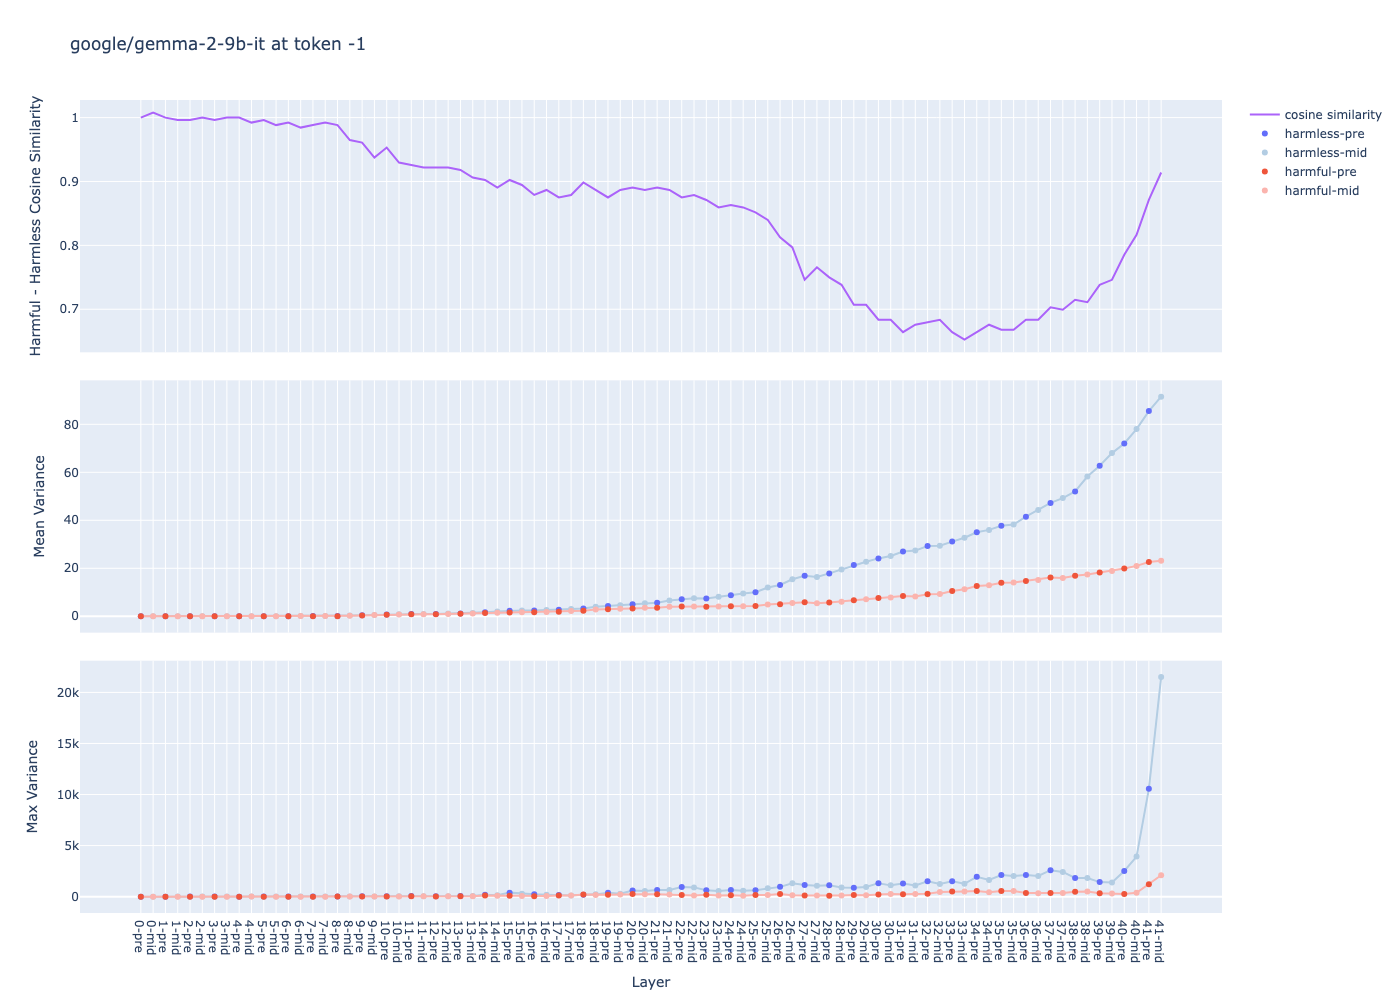 google/gemma-2-9b-it at token -1
Harmful - Harmless Cosine Similarity
1
0.9
0.8
0.7
cosine similarity
harmless-pre
harmless-mid
harmful-pre
harmful-mid
Mean Variance
80
60
40
20
0
Max Variance
20k
15k
10k
5k
0
0-pre
0-mid
1-pre
1-mid
2-pre
2-mid
3-pre
3-mid
4-pre
4-mid
5-pre
5-mid
6-pre
6-mid
7-pre
7-mid
8-pre
8-mid
9-pre
9-mid
10-pre
10-mid
11-pre
11-mid
12-pre
12-mid
13-pre
13-mid
14-pre
14-mid
15-pre
15-mid
16-pre
16-mid
17-pre
17-mid
18-pre
18-mid
19-pre
19-mid
20-pre
20-mid
21-pre
21-mid
22-pre
22-mid
23-pre
23-mid
24-pre
24-mid
25-pre
25-mid
26-pre
26-mid
27-pre
27-mid
28-pre
28-mid
29-pre
29-mid
30-pre
30-mid
31-pre
31-mid
32-pre
32-mid
33-pre
33-mid
34-pre
34-mid
35-pre
35-mid
36-pre
36-mid
37-pre
37-mid
38-pre
38-mid
39-pre
39-mid
40-pre
40-mid
41-pre
41-mid
Layer